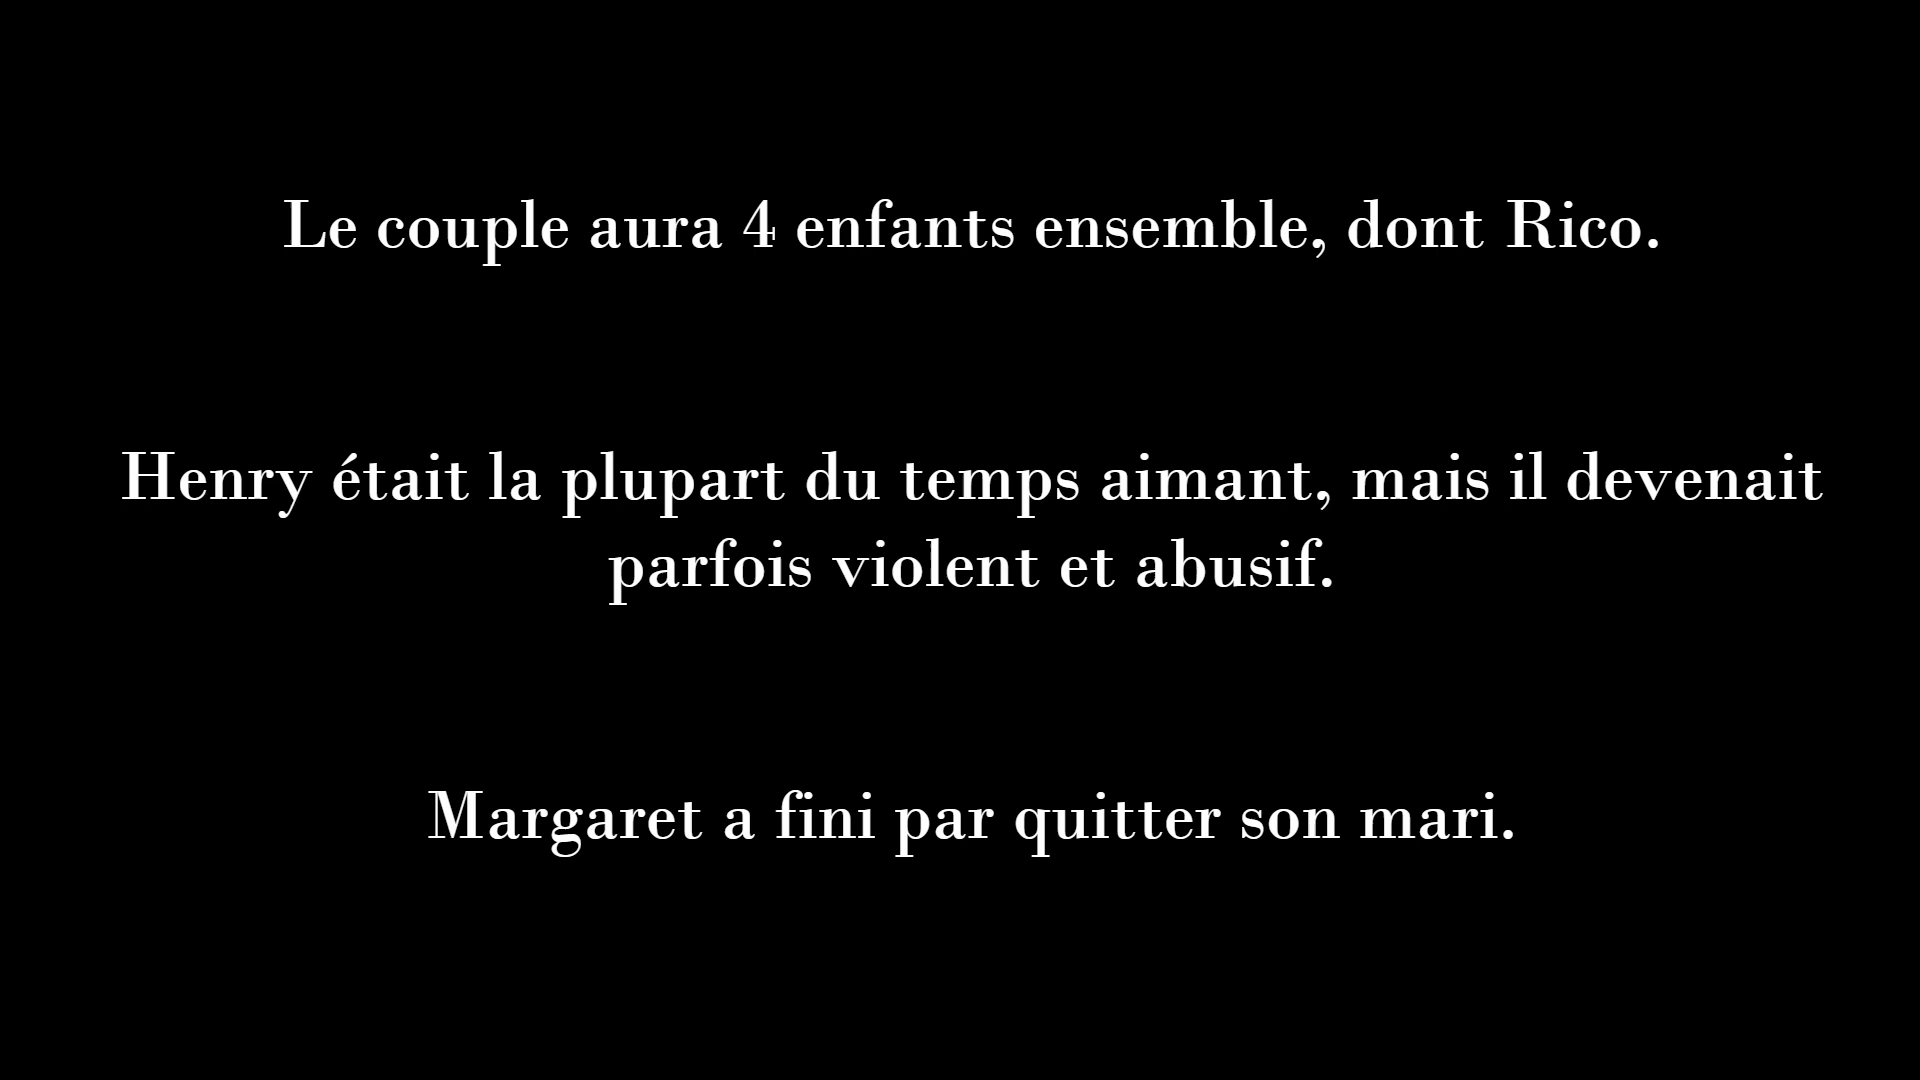 Le couple aura 4 enfants ensemble, dont Rico.
Henry était la plupart du temps aimant, mais il devenait
parfois violent et abusif.
Margaret a fini par quitter son mari.